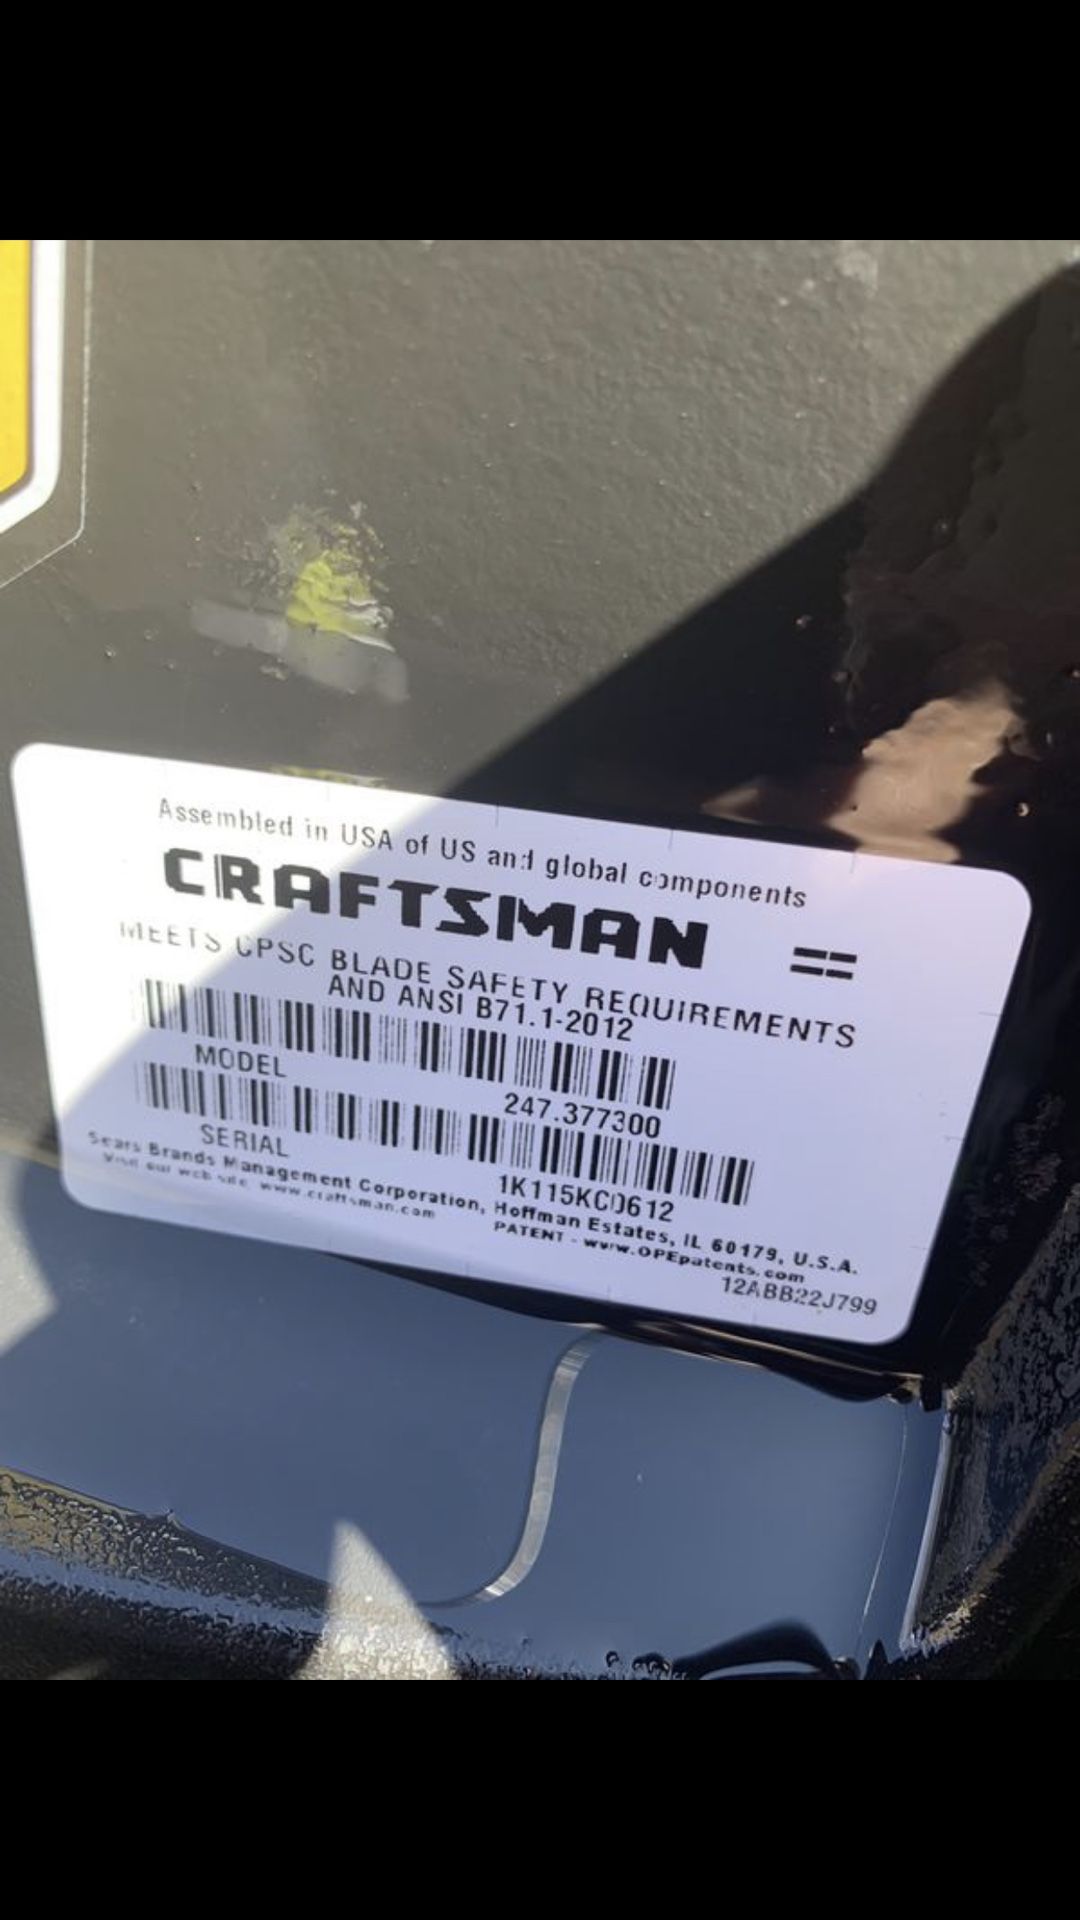 Assembled in USA of US and global components
CRAFTSMAN
MEETS CPSC BLADE SAFETY REQUIREMENTS
AND ANSI B71.1-2012
MODEL 247.377300
SERIAL 1K115KC0612
Sears Brands Management Corporation, Hoffman Estates, IL 60179, U.S.A.
Visit our web site www.craftsman.com PATENT - www.OPEpatents.com
12ABB22J799